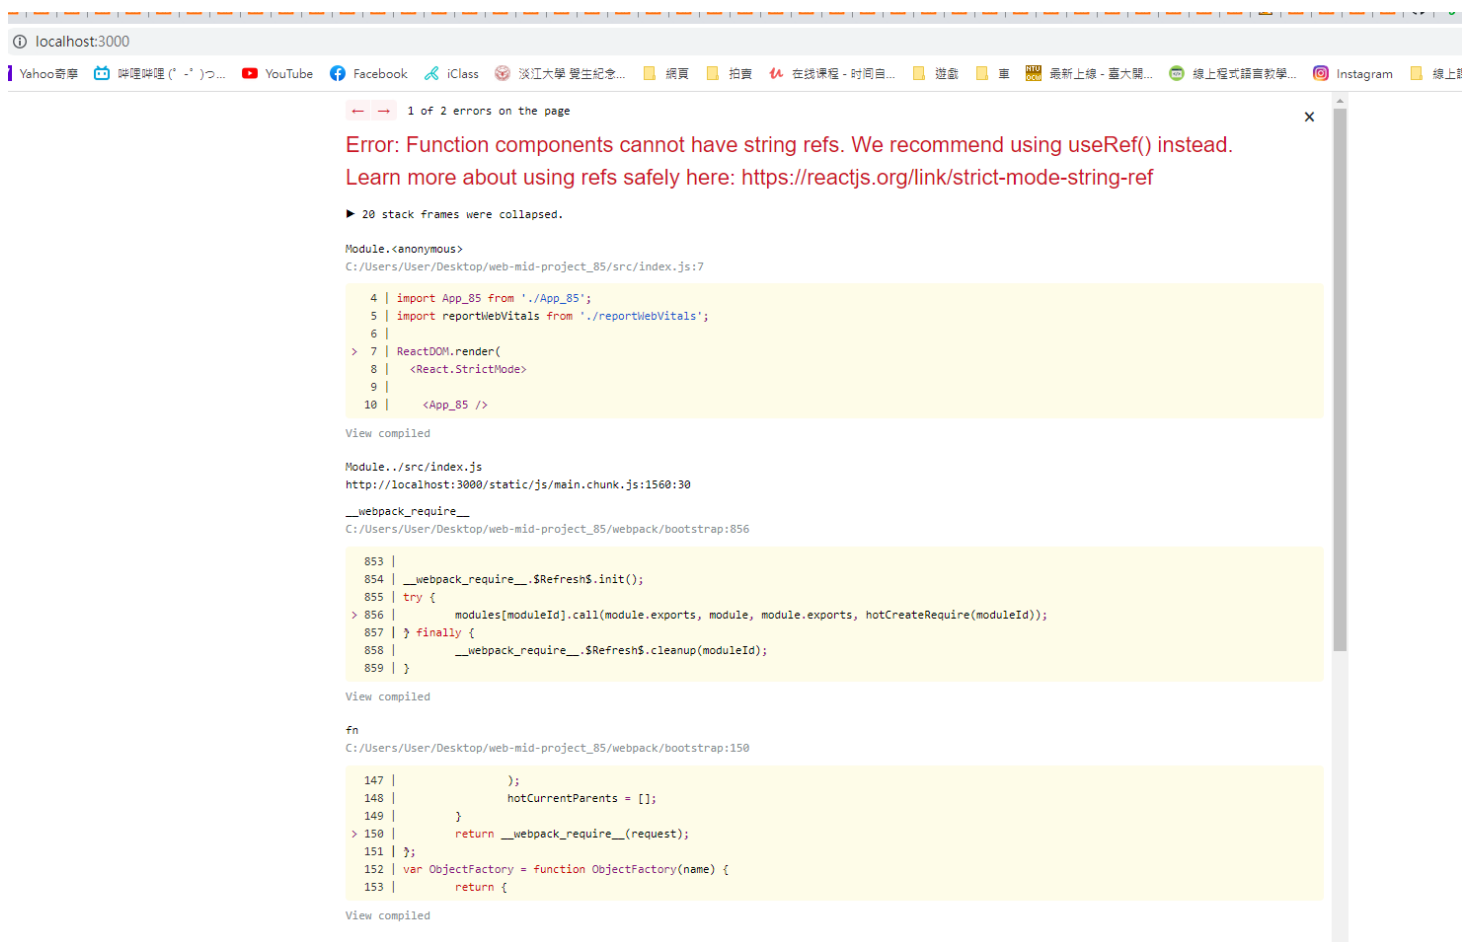 localhost:3000
Yahoo奇摩 嗶哩嗶哩 (゜-゜)つ... YouTube Facebook iClass 淡江大學 覺生紀念... 網頁 拍賣 在线课程 - 时间自... 遊戲 車 最新上線 - 臺大開... 線上程式語言教學... Instagram 線上
← → 1 of 2 errors on the page
Error: Function components cannot have string refs. We recommend using useRef() instead.
Learn more about using refs safely here: https://reactjs.org/link/strict-mode-string-ref
▶ 20 stack frames were collapsed.
Module.<anonymous>
C:/Users/User/Desktop/web-mid-project_85/src/index.js:7
4 | import App_85 from './App_85';
5 | import reportWebVitals from './reportWebVitals';
6 |
> 7 | ReactDOM.render(
8 | <React.StrictMode>
9 |
10 | <App_85 />
View compiled
Module../src/index.js
http://localhost:3000/static/js/main.chunk.js:1560:30
__webpack_require__
C:/Users/User/Desktop/web-mid-project_85/webpack/bootstrap:856
853 |
854 | __webpack_require__.$Refresh$.init();
855 | try {
> 856 | modules[moduleId].call(module.exports, module, module.exports, hotCreateRequire(moduleId));
857 | } finally {
858 | __webpack_require__.$Refresh$.cleanup(moduleId);
859 | }
View compiled
fn
C:/Users/User/Desktop/web-mid-project_85/webpack/bootstrap:150
147 | );
148 | hotCurrentParents = [];
149 | }
> 150 | return __webpack_require__(request);
151 | };
152 | var ObjectFactory = function ObjectFactory(name) {
153 | return {
View compiled